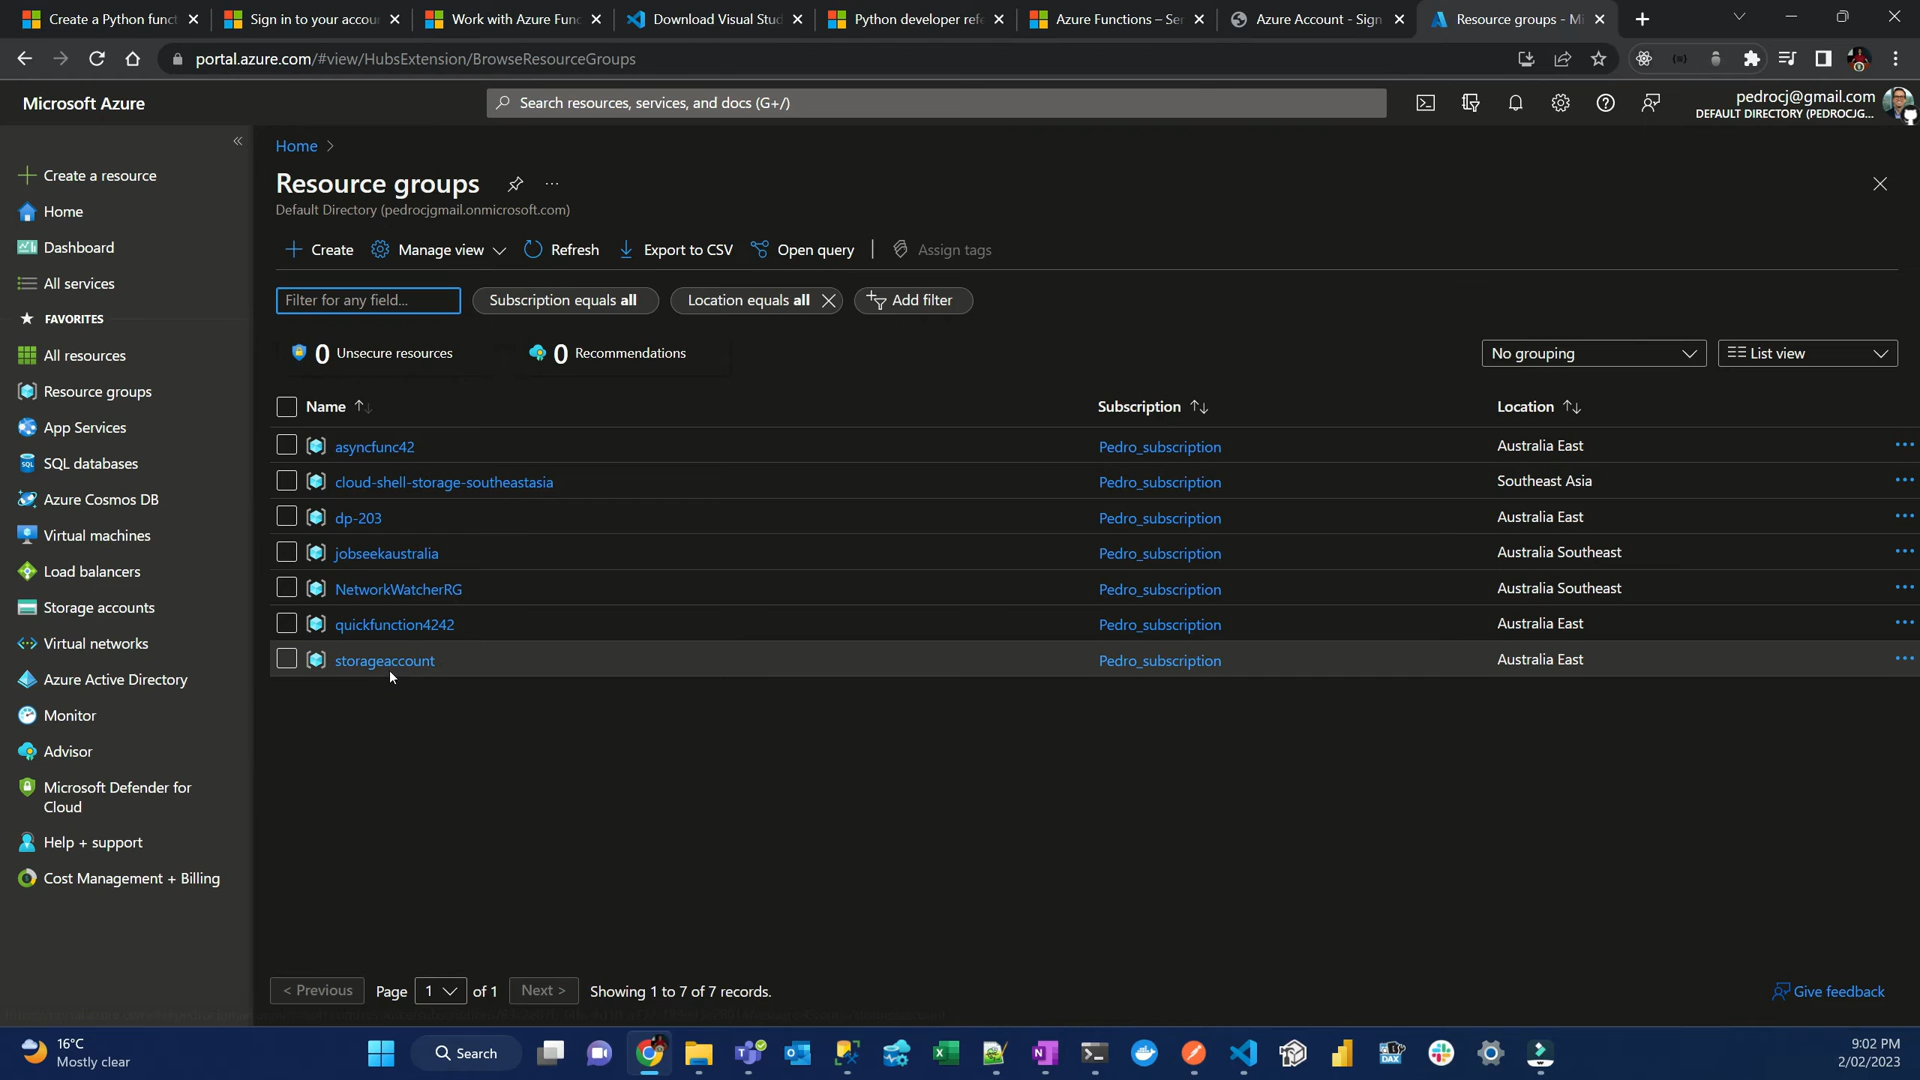 Create a Python funct
Sign in to your accou
Work with Azure Func
Download Visual Stud
Python developer refe
Azure Functions – Ser
Azure Account - Sign
Resource groups - Mi
portal.azure.com/#view/HubsExtension/BrowseResourceGroups
Microsoft Azure
Search resources, services, and docs (G+/)
pedrocj@gmail.com
DEFAULT DIRECTORY (PEDROCJG...
Create a resource
Home
Dashboard
All services
FAVORITES
All resources
Resource groups
App Services
SQL databases
Azure Cosmos DB
Virtual machines
Load balancers
Storage accounts
Virtual networks
Azure Active Directory
Monitor
Advisor
Microsoft Defender for
Cloud
Help + support
Cost Management + Billing
Home >
Resource groups ...
Default Directory (pedrocjgmail.onmicrosoft.com)
Create
Manage view
Refresh
Export to CSV
Open query
Assign tags
Filter for any field...
Subscription equals all
Location equals all
Add filter
0 Unsecure resources
0 Recommendations
No grouping
List view
Name
Subscription
Location
asyncfunc42 Pedro_subscription Australia East
cloud-shell-storage-southeastasia Pedro_subscription Southeast Asia
dp-203 Pedro_subscription Australia East
jobseekaustralia Pedro_subscription Australia Southeast
NetworkWatcherRG Pedro_subscription Australia Southeast
quickfunction4242 Pedro_subscription Australia East
storageaccount Pedro_subscription Australia East
< Previous Page 1 of 1 Next > Showing 1 to 7 of 7 records.
Give feedback
16°C
Mostly clear
Search
9:02 PM
2/02/2023